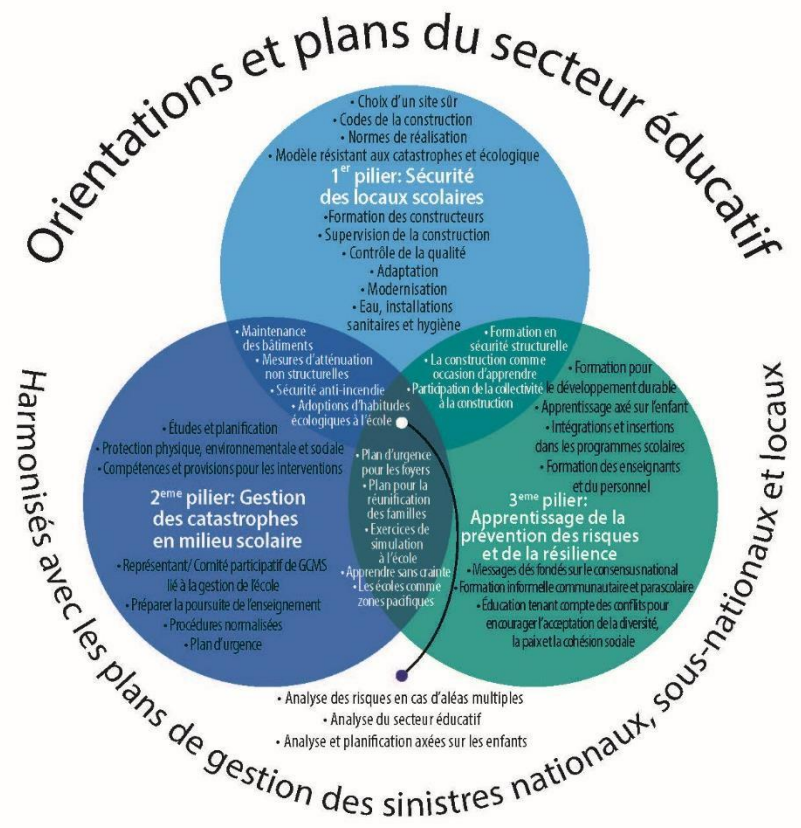 Orientations et plans du secteur éducatif
• Choix d'un site sûr
• Codes de la construction
• Normes de réalisation
• Modèle résistant aux catastrophes et écologique
1er pilier: Sécurité
des locaux scolaires
• Formation des constructeurs
• Supervision de la construction
• Contrôle de la qualité
• Adaptation
• Modernisation
• Eau, installations
sanitaires et hygiène
• Maintenance
des bâtiments
• Mesures d'atténuation
non structurelles
• Sécurité anti-incendie
• Adoptions d'habitudes
écologiques à l'école
• Formation en
sécurité structurelle
• La construction comme
occasion d'apprendre
• Participation de la collectivité
à la construction
• Études et planification
• Protection physique, environnementale et sociale
• Compétences et provisions pour les interventions
2eme pilier: Gestion
des catastrophes
en milieu scolaire
• Représentant/ Comité participatif de GCMS
lié à la gestion de l'école
• Préparer la poursuite de l'enseignement
• Procédures normalisées
• Plan d'urgence
• Plan d'urgence
pour les foyers
• Plan pour la
réunification
des familles
• Exercices de
simulation
à l'école
• Apprendre sans crainte
• Les écoles comme
zones pacifiques
• Formation pour
le développement durable
• Apprentissage axé sur l'enfant
• Intégrations et insertions
dans les programmes scolaires
• Formation des enseignants
et du personnel
3eme pilier:
Apprentissage de la
prévention des risques
et de la résilience
• Messages clés fondés sur le consensus national
• Formation informelle communautaire et parascolaire
• Éducation tenant compte des conflits pour
encourager l'acceptation de la diversité,
la paix et la cohésion sociale
• Analyse des risques en cas d'aléas multiples
• Analyse du secteur éducatif
• Analyse et planification axées sur les enfants
Harmonisés avec les plans de gestion des sinistres nationaux, sous-nationaux et locaux